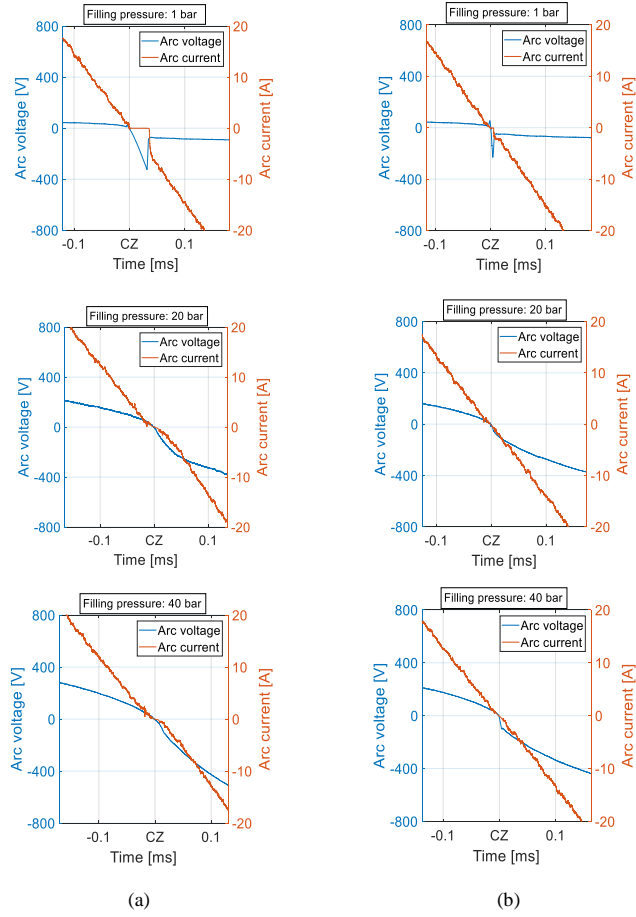 Filling pressure: 1 bar
Arc voltage
Arc current
800
400
0
-400
-800
20
10
0
-10
-20
-0.1
CZ
0.1
Time [ms]
Arc voltage [V]
Arc current [A]
Filling pressure: 1 bar
Arc voltage
Arc current
800
400
0
-400
-800
20
10
0
-10
-20
-0.1
CZ
0.1
Time [ms]
Arc voltage [V]
Arc current [A]
Filling pressure: 20 bar
Arc voltage
Arc current
800
400
0
-400
-800
20
10
0
-10
-20
-0.1
CZ
0.1
Time [ms]
Arc voltage [V]
Arc current [A]
Filling pressure: 20 bar
Arc voltage
Arc current
800
400
0
-400
-800
20
10
0
-10
-20
-0.1
CZ
0.1
Time [ms]
Arc voltage [V]
Arc current [A]
Filling pressure: 40 bar
Arc voltage
Arc current
800
400
0
-400
-800
20
10
0
-10
-20
-0.1
CZ
0.1
Time [ms]
Arc voltage [V]
Arc current [A]
Filling pressure: 40 bar
Arc voltage
Arc current
800
400
0
-400
-800
20
10
0
-10
-20
-0.1
CZ
0.1
Time [ms]
Arc voltage [V]
Arc current [A]
(a)
(b)